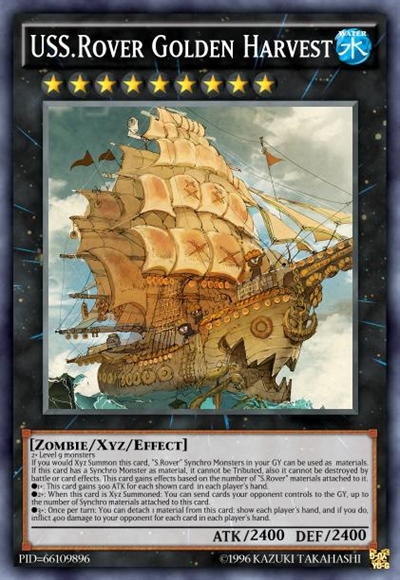 USS.Rover Golden Harvest
WATER
水
[Zombie/Xyz/Effect]
2+ Level 9 monsters
If you would Xyz Summon this card, "S.Rover" Synchro Monsters in your GY can be used as materials.
If this card has a Synchro Monster as material, it cannot be Tributed, also it cannot be destroyed by
battle or card effects. This card gains effects based on the number of "S.Rover" materials attached to it.
●1+: This card gains 100 ATK for each shown card in each player's hand.
●2+: When this card is Xyz Summoned: You can send cards your opponent controls to the GY, up to
the number of Synchro materials attached to this card.
●3+: Once per turn: You can detach 1 material from this card; show each player's hand, and if you do,
inflict 400 damage to your opponent for each card in each player's hand.
ATK/2400 DEF/2400
PID=66109896
©1996 KAZUKI TAKAHASHI